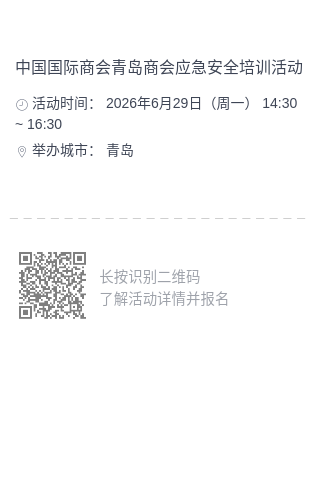 中国国际商会青岛商会应急安全培训活动
活动时间： 2026年6月29日（周一） 14:30
~ 16:30
举办城市： 青岛
长按识别二维码
了解活动详情并报名